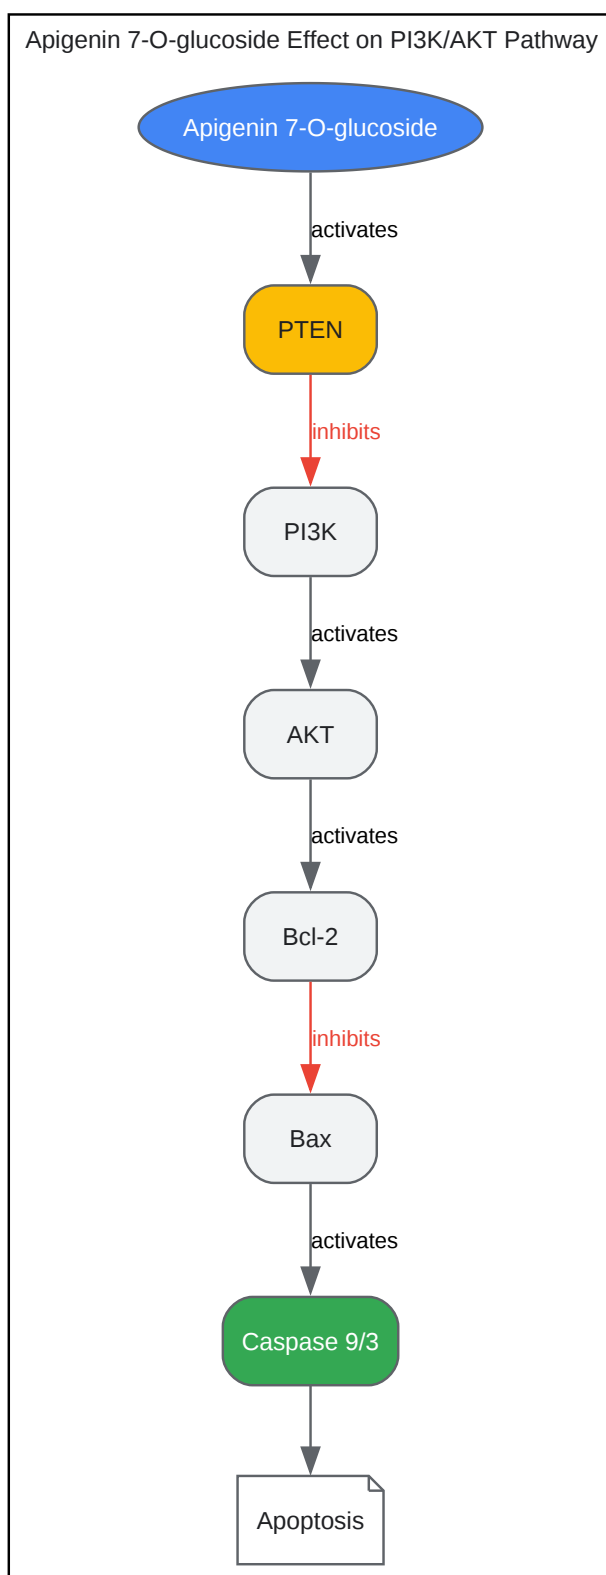 Apigenin 7-O-glucoside Effect on PI3K/AKT Pathway
Apigenin 7-O-glucoside
activates
PTEN
inhibits
PI3K
activates
AKT
activates
Bcl-2
inhibits
Bax
activates
Caspase 9/3
Apoptosis